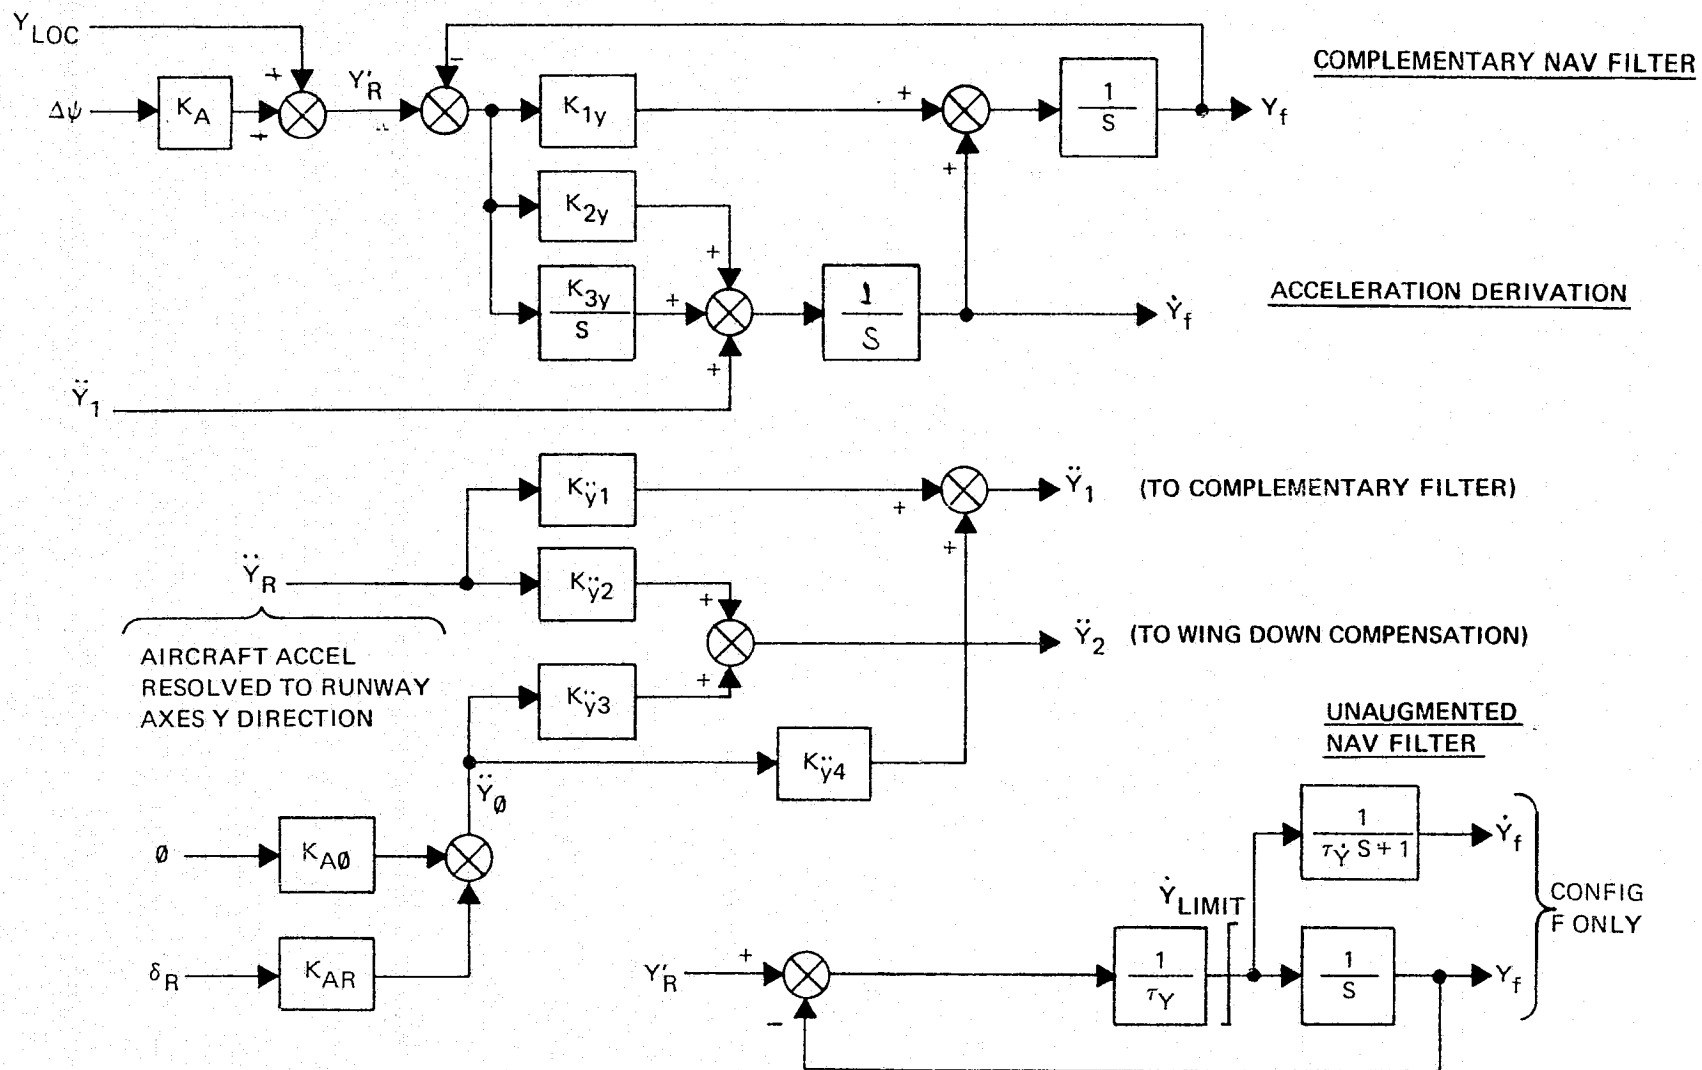 Y_LOC
COMPLEMENTARY NAV FILTER
Δψ
K_A
+
+
Y'_R
-
K_1y
+
1
S
Y_f
+
K_2y
+
K_3y
S
+
1
S
Ẏ_f
ACCELERATION DERIVATION
+
Ÿ_1
K_ÿ1
+
Ÿ_1
(TO COMPLEMENTARY FILTER)
+
Ÿ_R
K_ÿ2
+
Ÿ_2
(TO WING DOWN COMPENSATION)
AIRCRAFT ACCEL
RESOLVED TO RUNWAY
AXES Y DIRECTION
K_ÿ3
+
UNAUGMENTED
NAV FILTER
K_ÿ4
Ÿ_Ø
Ø
K_AØ
1
τ_Ẏ S + 1
Ẏ_f
CONFIG
F ONLY
Ẏ_LIMIT
δ_R
K_AR
Y'_R
+
-
1
τ_Y
1
S
Y_f